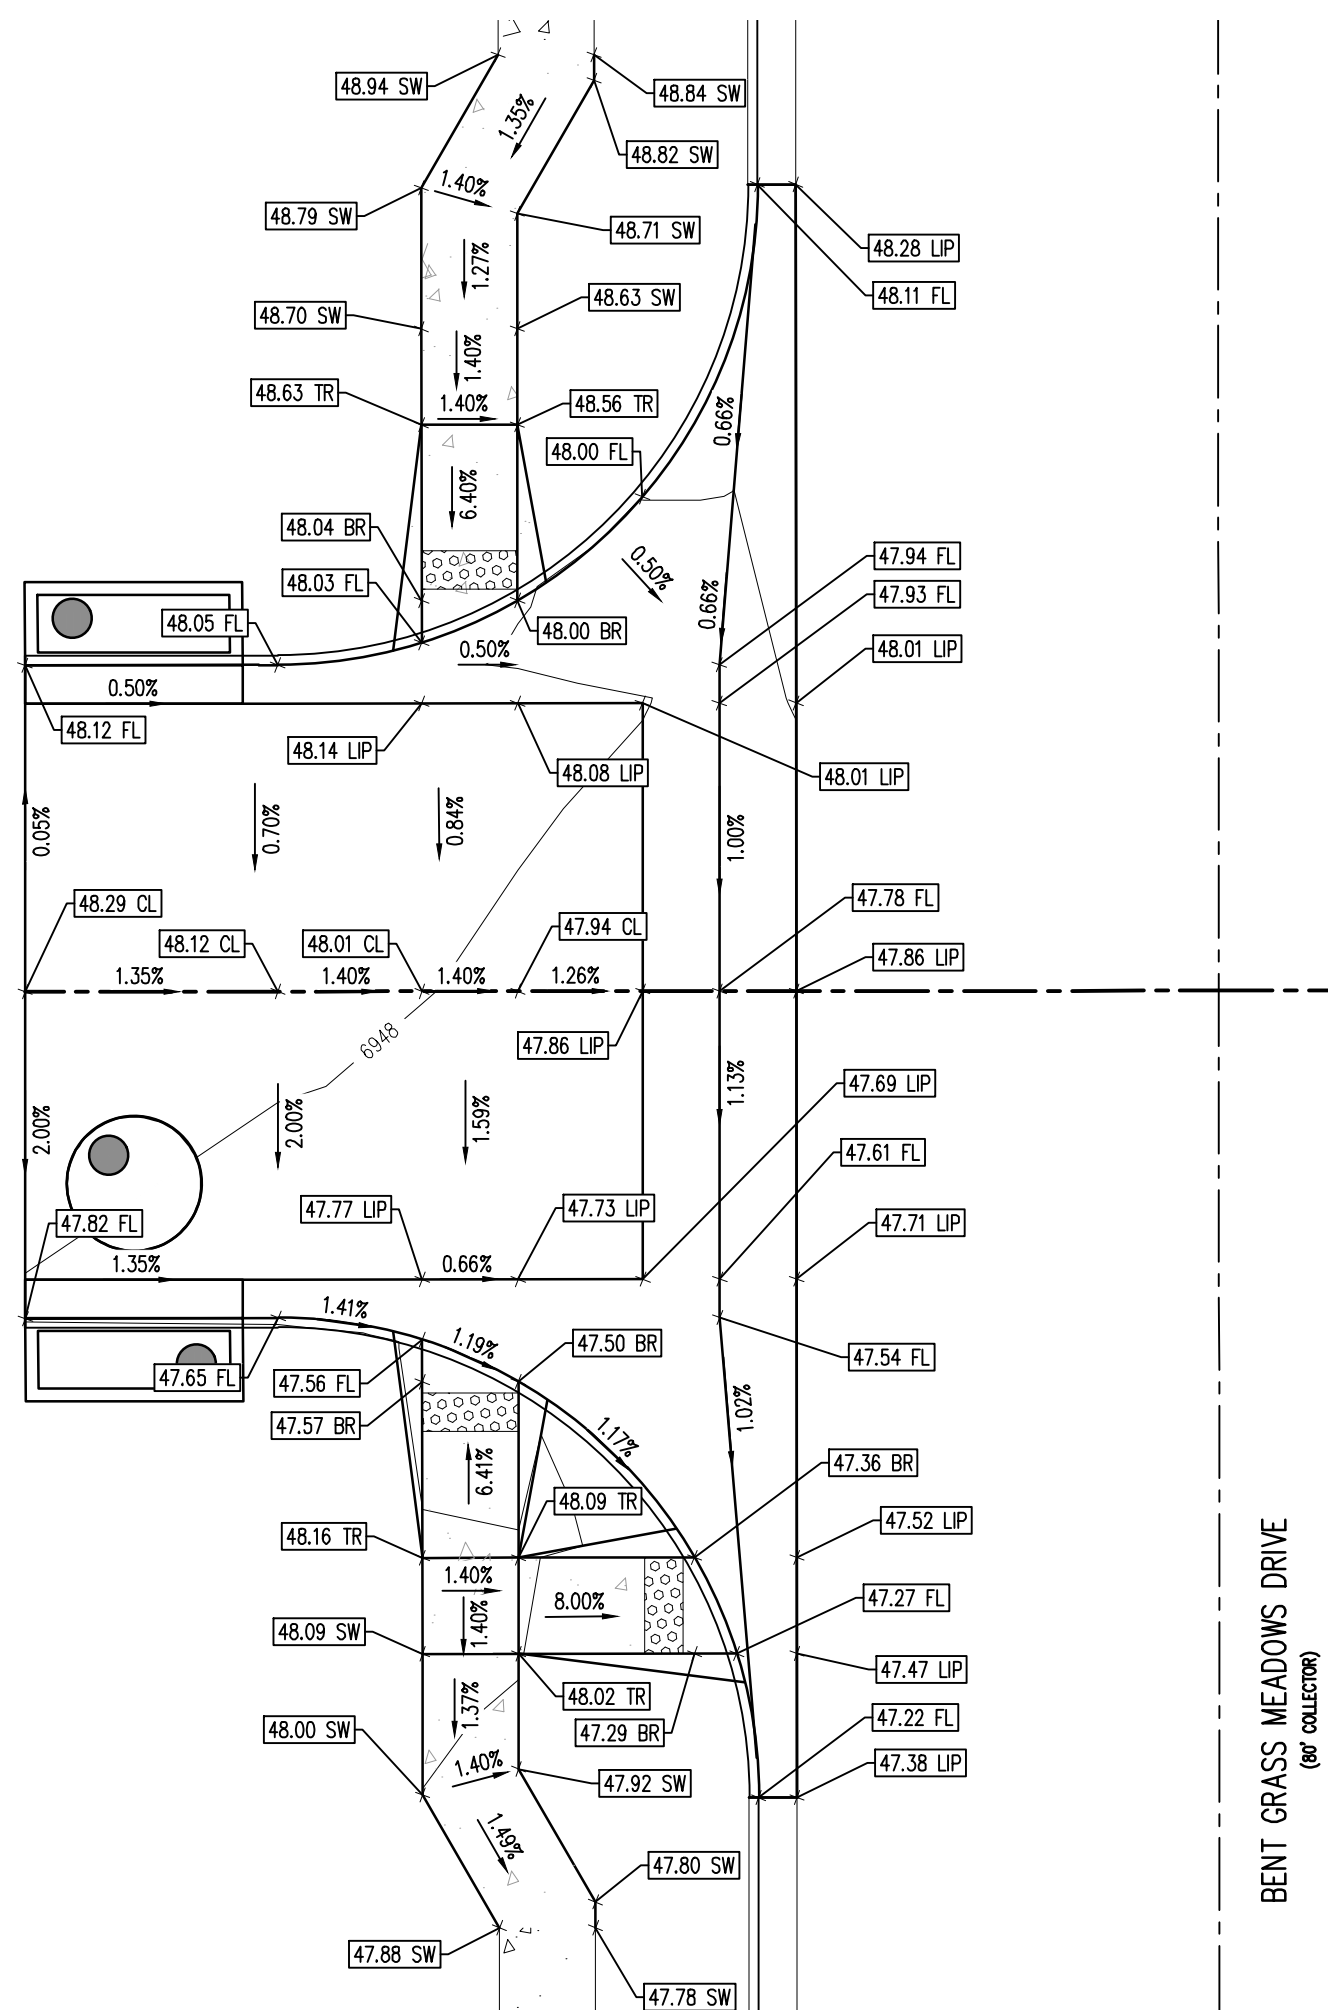 48.94 SW
48.84 SW
1.35%
48.82 SW
1.40%
48.79 SW
48.71 SW
48.28 LIP
1.27%
48.11 FL
48.63 SW
48.70 SW
1.40%
48.63 TR
1.40%
48.56 TR
0.66%
48.00 FL
6.40%
48.04 BR
47.94 FL
0.50%
48.03 FL
47.93 FL
0.66%
48.05 FL
48.00 BR
48.01 LIP
0.50%
0.50%
48.12 FL
48.14 LIP
48.08 LIP
48.01 LIP
0.05%
0.70%
0.84%
1.00%
48.29 CL
47.78 FL
48.12 CL
48.01 CL
47.94 CL
47.86 LIP
1.35%
1.40%
1.40%
1.26%
6948
47.86 LIP
47.69 LIP
1.13%
2.00%
2.00%
1.59%
47.61 FL
47.82 FL
47.77 LIP
47.73 LIP
47.71 LIP
1.35%
0.66%
1.41%
1.19%
47.50 BR
47.54 FL
47.65 FL
47.56 FL
47.57 BR
1.02%
1.17%
47.36 BR
6.41%
48.09 TR
47.52 LIP
48.16 TR
1.40%
8.00%
47.27 FL
1.40%
48.09 SW
47.47 LIP
48.02 TR
1.37%
47.22 FL
48.00 SW
47.29 BR
1.40%
47.92 SW
47.38 LIP
1.49%
47.80 SW
47.88 SW
47.78 SW
BENT GRASS MEADOWS DRIVE
(80' COLLECTOR)